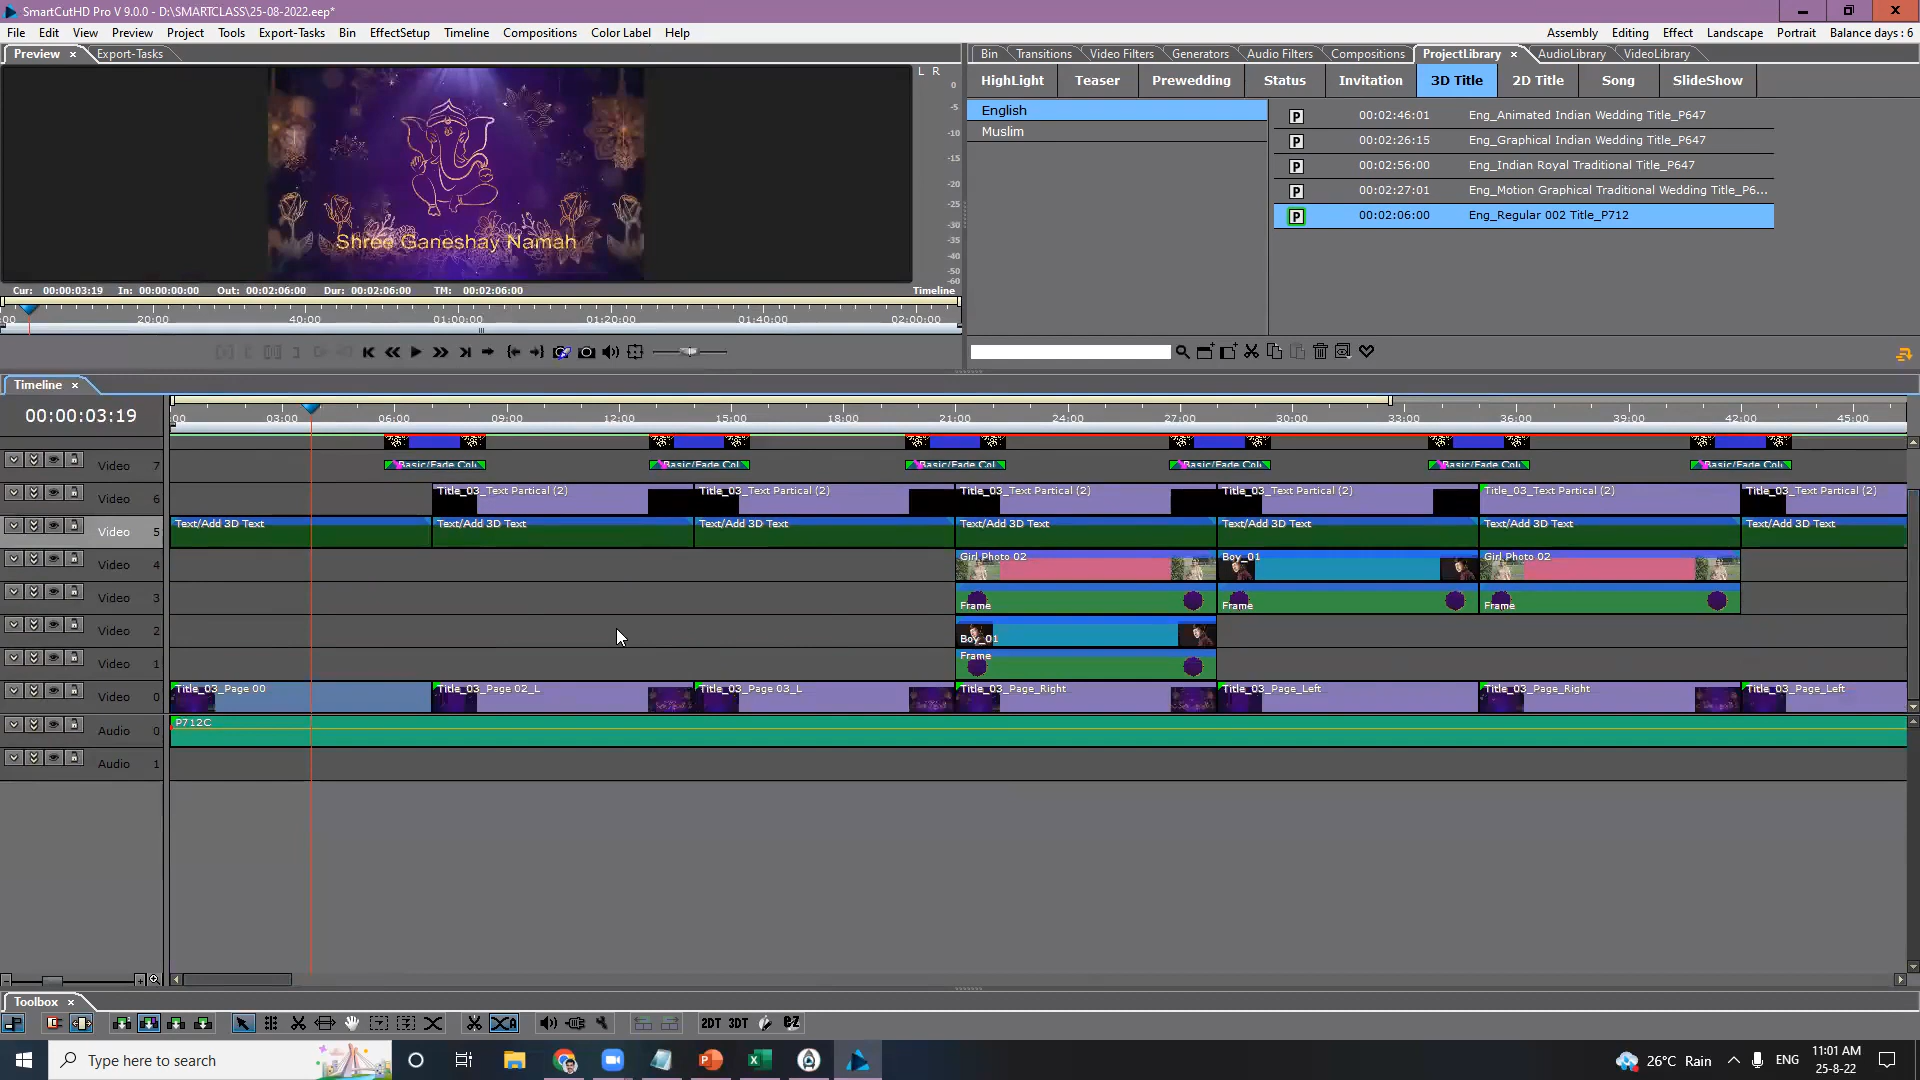 SmartCutHD Pro V 9.0.0 - D:\SMARTCLASS\25-08-2022.eep*
File Edit View Preview Project Tools Export-Tasks Bin EffectSetup Timeline Compositions Color Label Help
Assembly Editing Effect Landscape Portrait Balance days : 6
Preview × Export-Tasks
Bin Transitions Video Filters Generators Audio Filters Compositions ProjectLibrary × AudioLibrary VideoLibrary
L R
0
-5
-10
-15
-20
-25
-30
-35
-40
-50
-60
Shree Ganeshay Namah
HighLight Teaser Prewedding Status Invitation 3D Title 2D Title Song SlideShow
English
Muslim
P 00:02:46:01 Eng_Animated Indian Wedding Title_P647
P 00:02:26:15 Eng_Graphical Indian Wedding Title_P647
P 00:02:56:00 Eng_Indian Royal Traditional Title_P647
P 00:02:27:01 Eng_Motion Graphical Traditional Wedding Title_P6...
P 00:02:06:00 Eng_Regular 002 Title_P712
Cur: 00:00:03:19 In: 00:00:00:00 Out: 00:02:06:00 Dur: 00:02:06:00 TM: 00:02:06:00 Timeline
:00 20:00 40:00 01:00:00 01:20:00 01:40:00 02:00:00
Timeline ×
00:00:03:19
:00 03:00 06:00 09:00 12:00 15:00 18:00 21:00 24:00 27:00 30:00 33:00 36:00 39:00 42:00 45:00
Video 7 Basic/Fade Col Basic/Fade Col Basic/Fade Col Basic/Fade Col Basic/Fade Col Basic/Fade Col
Video 6 Title_03_Text Partical (2) Title_03_Text Partical (2) Title_03_Text Partical (2) Title_03_Text Partical (2) Title_03_Text Partical (2) Title_03_Text Partical (2)
Video 5 Text/Add 3D Text Text/Add 3D Text Text/Add 3D Text Text/Add 3D Text Text/Add 3D Text Text/Add 3D Text Text/Add 3D Text
Video 4 Girl Photo 02 Boy_01 Girl Photo 02
Video 3 Frame Frame Frame
Video 2 Boy_01
Video 1 Frame
Video 0 Title_03_Page 00 Title_03_Page 02_L Title_03_Page 03_L Title_03_Page_Right Title_03_Page_Left Title_03_Page_Right Title_03_Page_Left
Audio 0 P712C
Audio 1
Toolbox ×
2DT 3DT EZ
Type here to search
26°C Rain ENG 11:01 AM
25-8-22